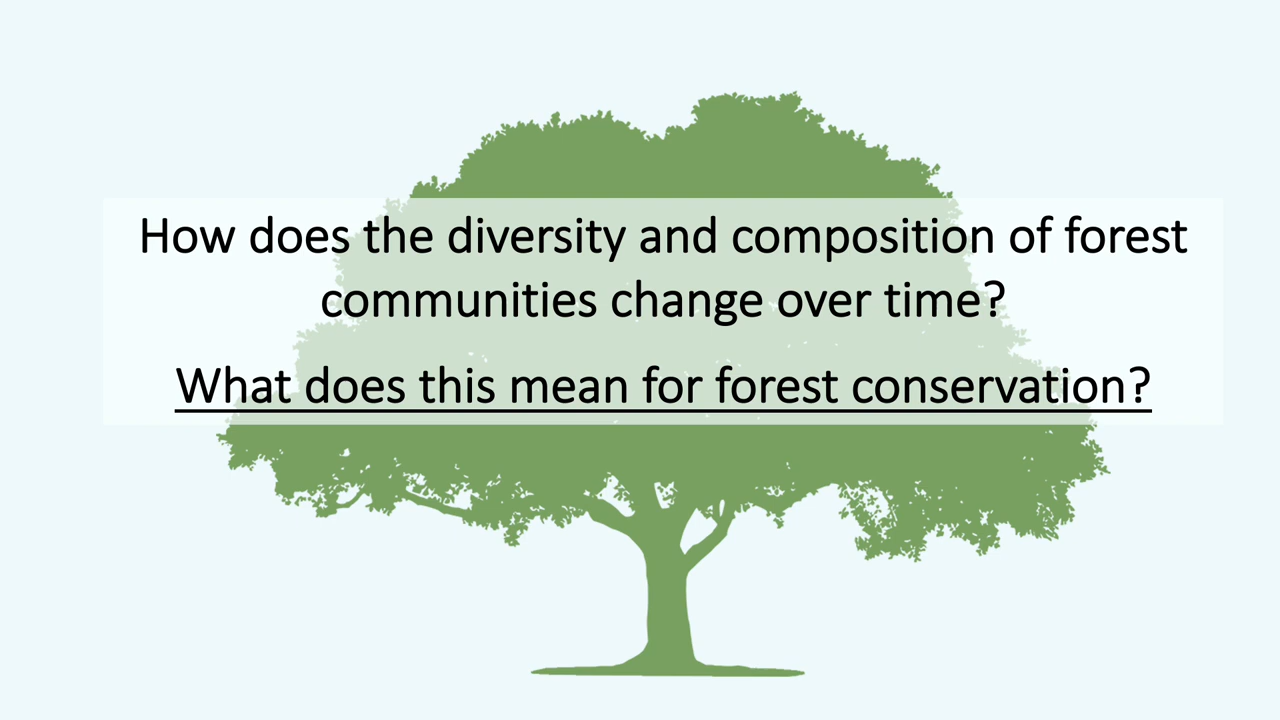 How does the diversity and composition of forest
communities change over time?
What does this mean for forest conservation?